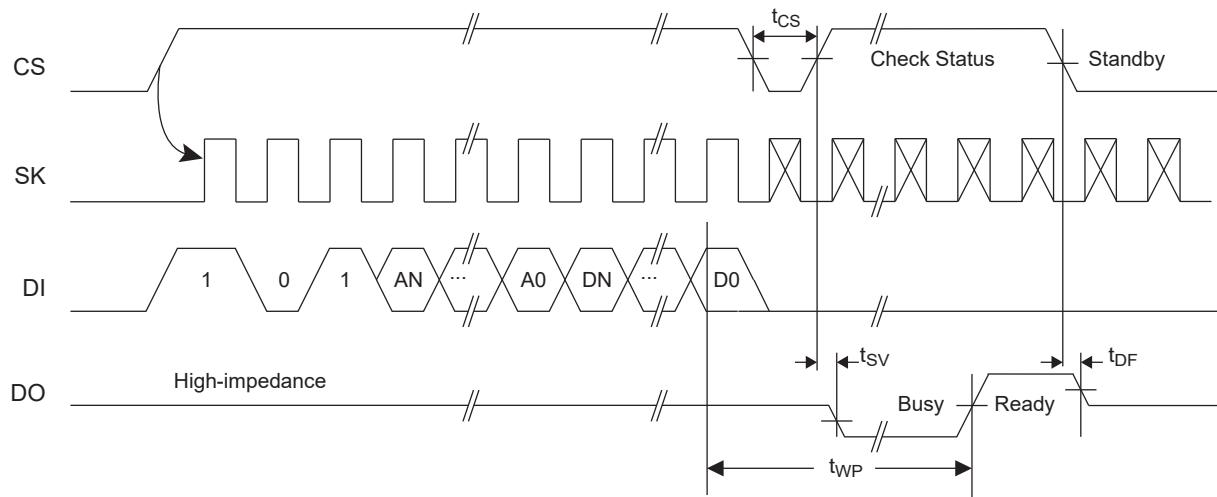 tCS
CS
Check Status
Standby
SK
DI
1 0 1 AN ... A0 DN ... D0
tSV
tDF
High-impedance
DO
Busy
Ready
tWP